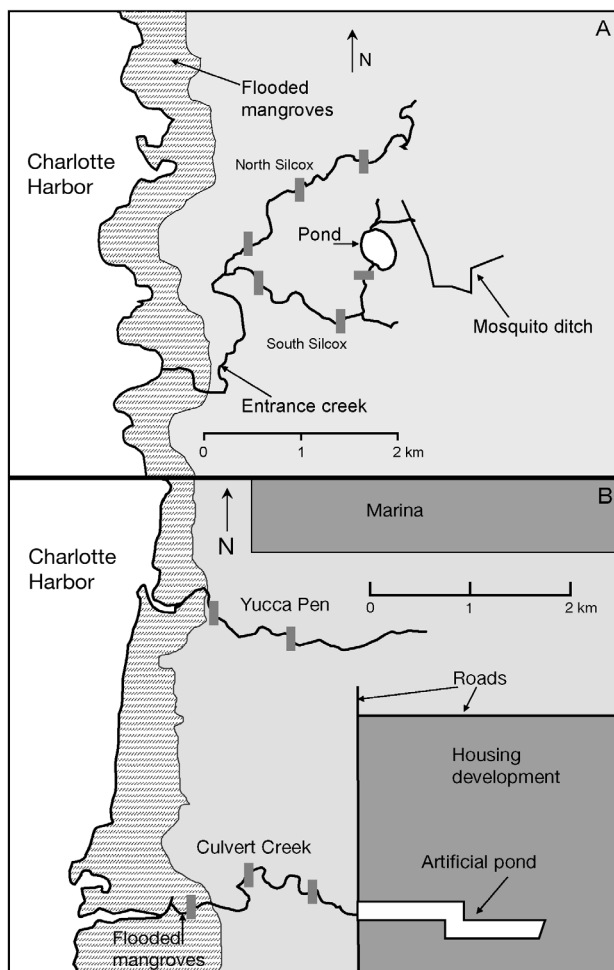 A
N
Flooded
mangroves
Charlotte
Harbor
North Silcox
Pond
Mosquito ditch
South Silcox
Entrance creek
0 1 2 km
B
Marina
N
Charlotte
Harbor
0 1 2 km
Yucca Pen
Roads
Housing
development
Culvert Creek
Artificial pond
Flooded
mangroves